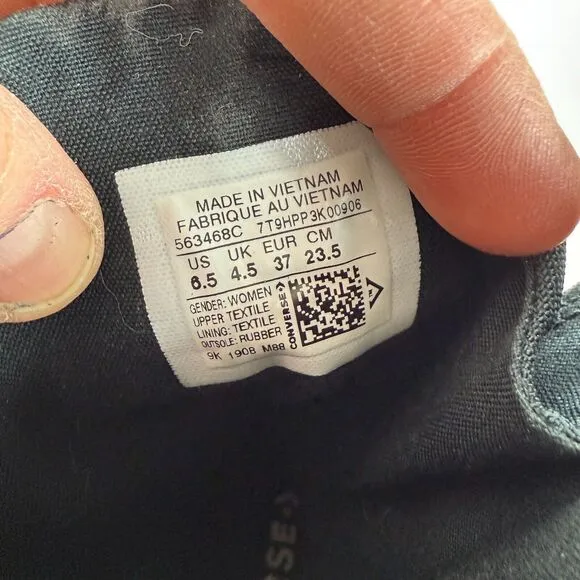 MADE IN VIETNAM
FABRIQUE AU VIETNAM
563468C 7T9HPP3K00906
US UK EUR CM
6.5 4.5 37 23.5
GENDER: WOMEN
UPPER TEXTILE
LINING: TEXTILE
OUTSOLE: RUBBER
9K 1908 M88
CONVERSE